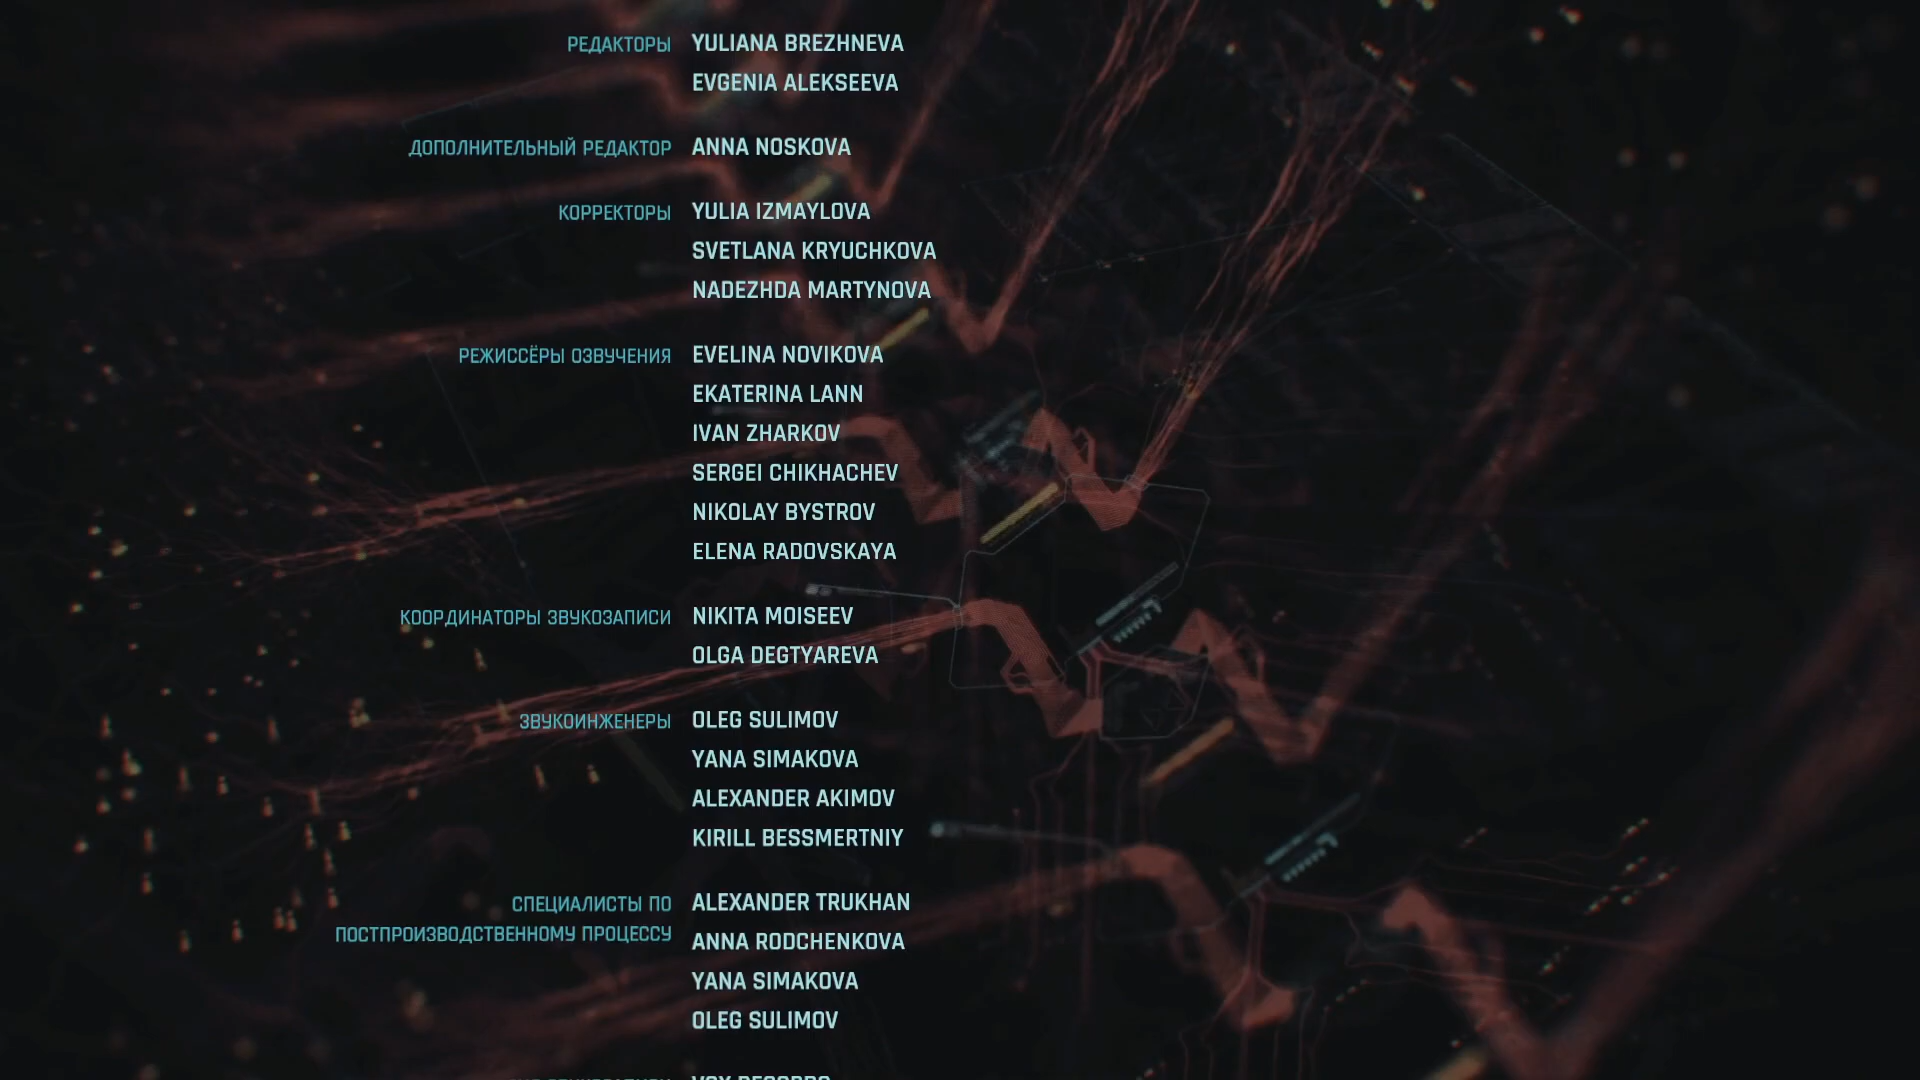 РЕДАКТОРЫ YULIANA BREZHNEVA
EVGENIA ALEKSEEVA
ДОПОЛНИТЕЛЬНЫЙ РЕДАКТОР ANNA NOSKOVA
КОРРЕКТОРЫ YULIA IZMAYLOVA
SVETLANA KRYUCHKOVA
NADEZHDA MARTYNOVA
РЕЖИССЁРЫ ОЗВУЧЕНИЯ EVELINA NOVIKOVA
EKATERINA LANN
IVAN ZHARKOV
SERGEI CHIKHACHEV
NIKOLAY BYSTROV
ELENA RADOVSKAYA
КООРДИНАТОРЫ ЗВУКОЗАПИСИ NIKITA MOISEEV
OLGA DEGTYAREVA
ЗВУКОИНЖЕНЕРЫ OLEG SULIMOV
YANA SIMAKOVA
ALEXANDER AKIMOV
KIRILL BESSMERTNIY
СПЕЦИАЛИСТЫ ПО ALEXANDER TRUKHAN
ПОСТПРОИЗВОДСТВЕННОМУ ПРОЦЕССУ ANNA RODCHENKOVA
YANA SIMAKOVA
OLEG SULIMOV